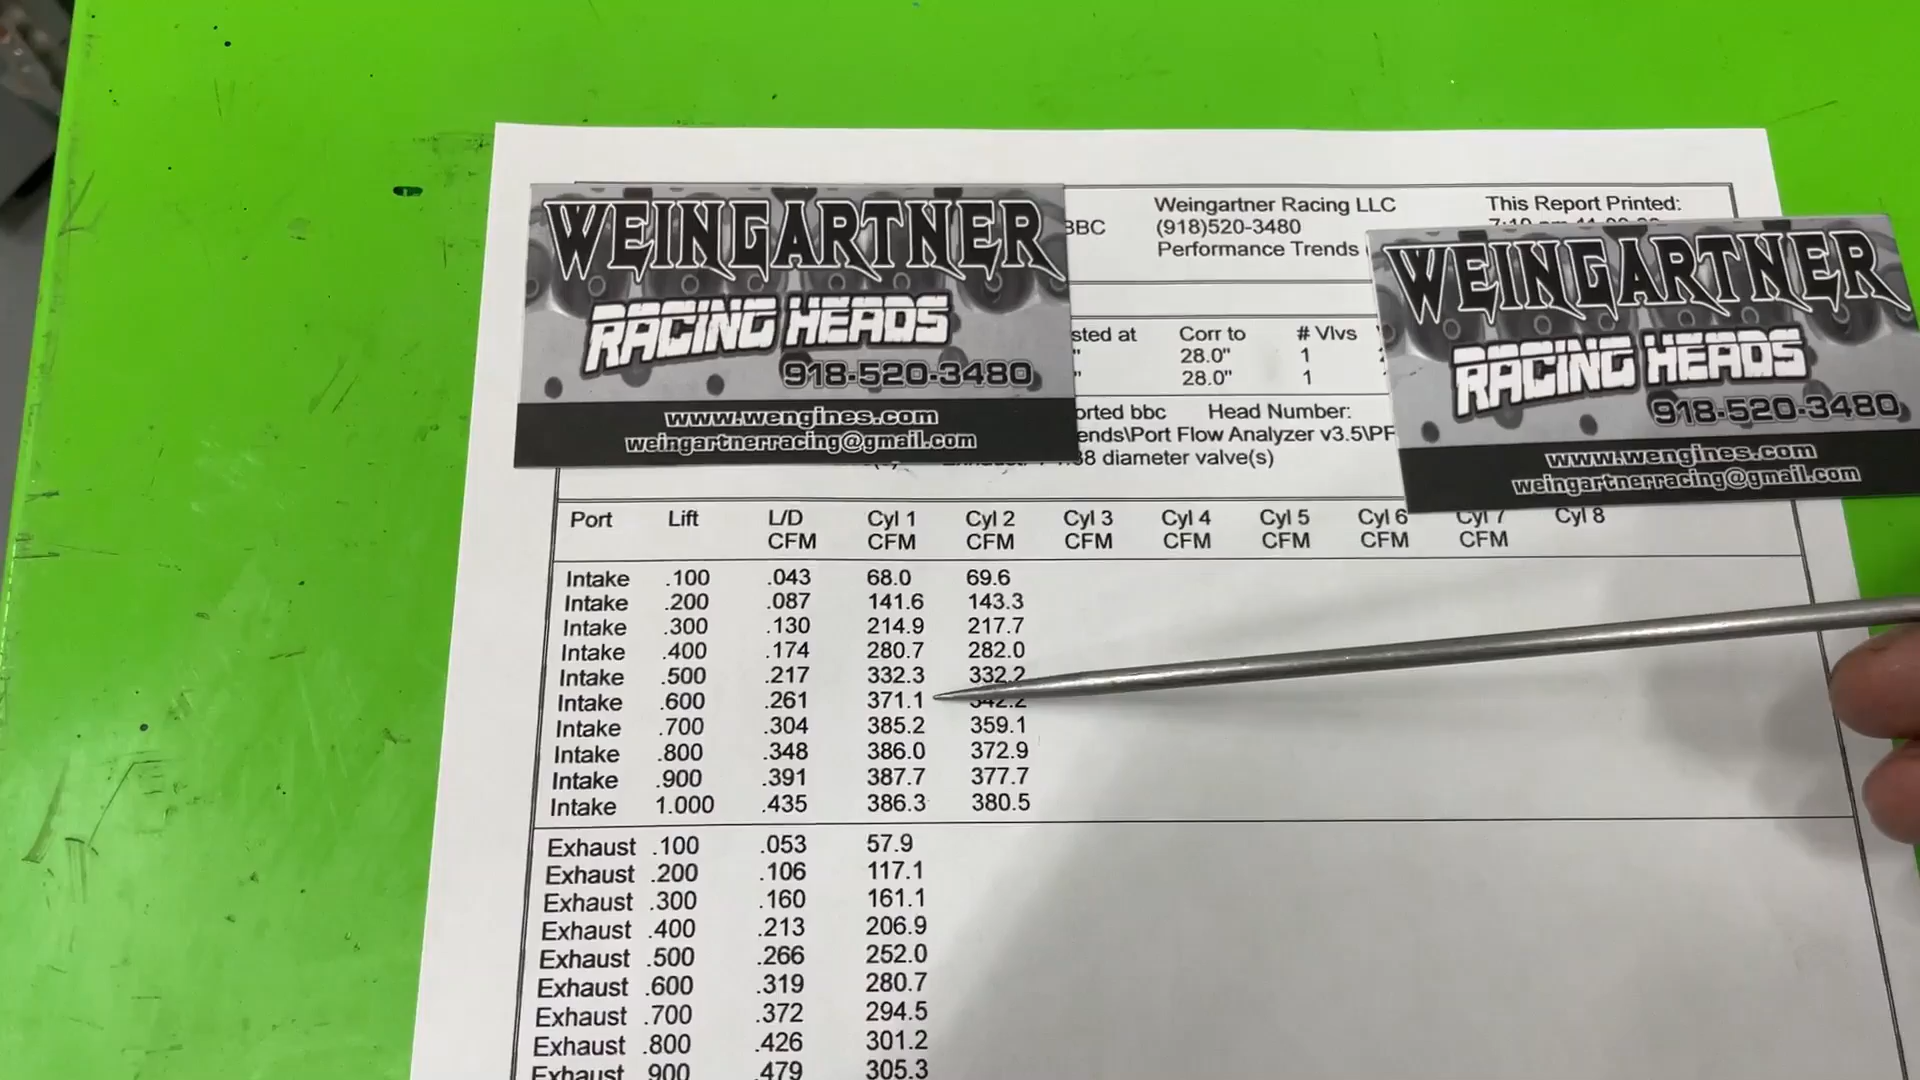 WEINGARTNER
RACING HEADS
918-520-3480
www.wengines.com
weingartnerracing@gmail.com
BBC
Weingartner Racing LLC
(918)520-3480
Performance Trends
This Report Printed:
WEINGARTNER
RACING HEADS
918-520-3480
www.wengines.com
weingartnerracing@gmail.com
sted at Corr to # Vlvs
" 28.0" 1
" 28.0" 1
orted bbc Head Number:
ends\Port Flow Analyzer v3.5\PF
38 diameter valve(s)
Port Lift L/D Cyl 1 Cyl 2 Cyl 3 Cyl 4 Cyl 5 Cyl 6 Cyl 7 Cyl 8
CFM CFM CFM CFM CFM CFM CFM CFM
Intake .100 .043 68.0 69.6
Intake .200 .087 141.6 143.3
Intake .300 .130 214.9 217.7
Intake .400 .174 280.7 282.0
Intake .500 .217 332.3 332.2
Intake .600 .261 371.1 342.2
Intake .700 .304 385.2 359.1
Intake .800 .348 386.0 372.9
Intake .900 .391 387.7 377.7
Intake 1.000 .435 386.3 380.5
Exhaust .100 .053 57.9
Exhaust .200 .106 117.1
Exhaust .300 .160 161.1
Exhaust .400 .213 206.9
Exhaust .500 .266 252.0
Exhaust .600 .319 280.7
Exhaust .700 .372 294.5
Exhaust .800 .426 301.2
Exhaust .900 .479 305.3